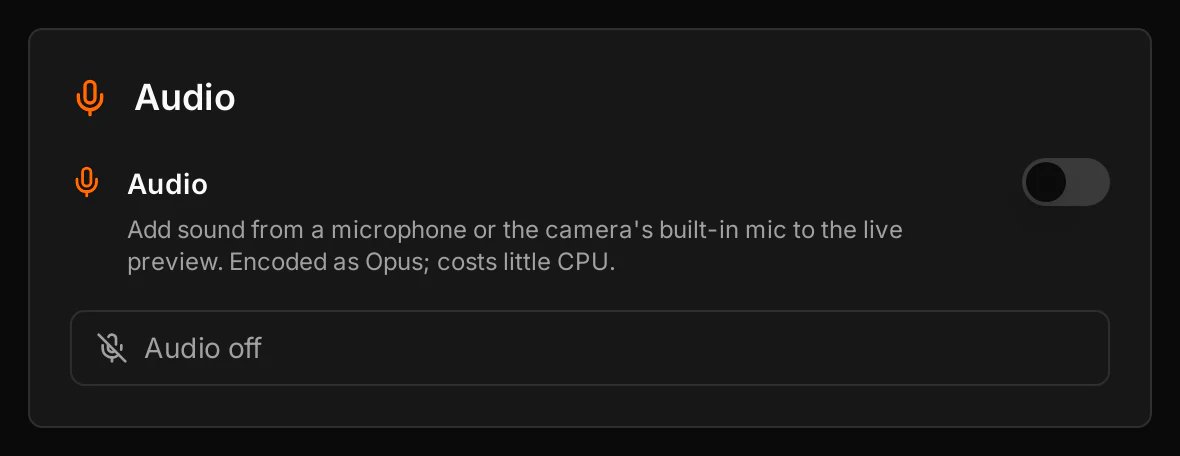 Audio
Audio
Add sound from a microphone or the camera's built-in mic to the live
preview. Encoded as Opus; costs little CPU.
Audio off